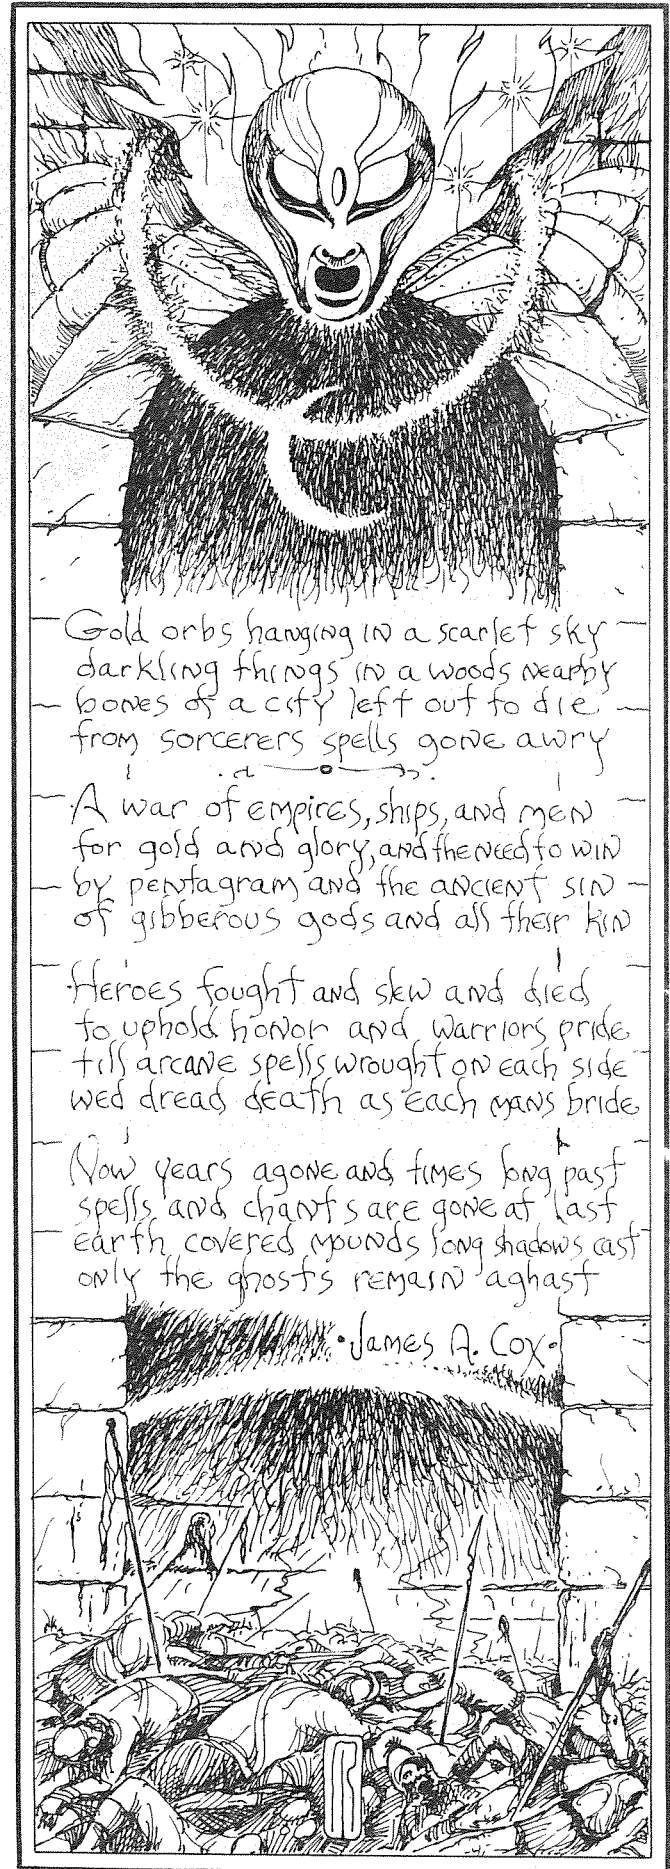 Gold orbs hanging in a scarlet sky
darkling things in a woods nearby
bones of a city left out to die
from sorcerers spells gone awry
A war of empires, ships, and men
for gold and glory, and the need to win
by pentagram and the ancient sin
of gibberous gods and all their kin
Heroes fought and slew and died
to uphold honor and warriors pride
till arcane spells wrought on each side
wed dread death as each mans bride
Now years agone and times long past
spells and chants are gone at last
earth covered mounds long shadows cast
only the ghosts remain aghast
·James A. Cox·